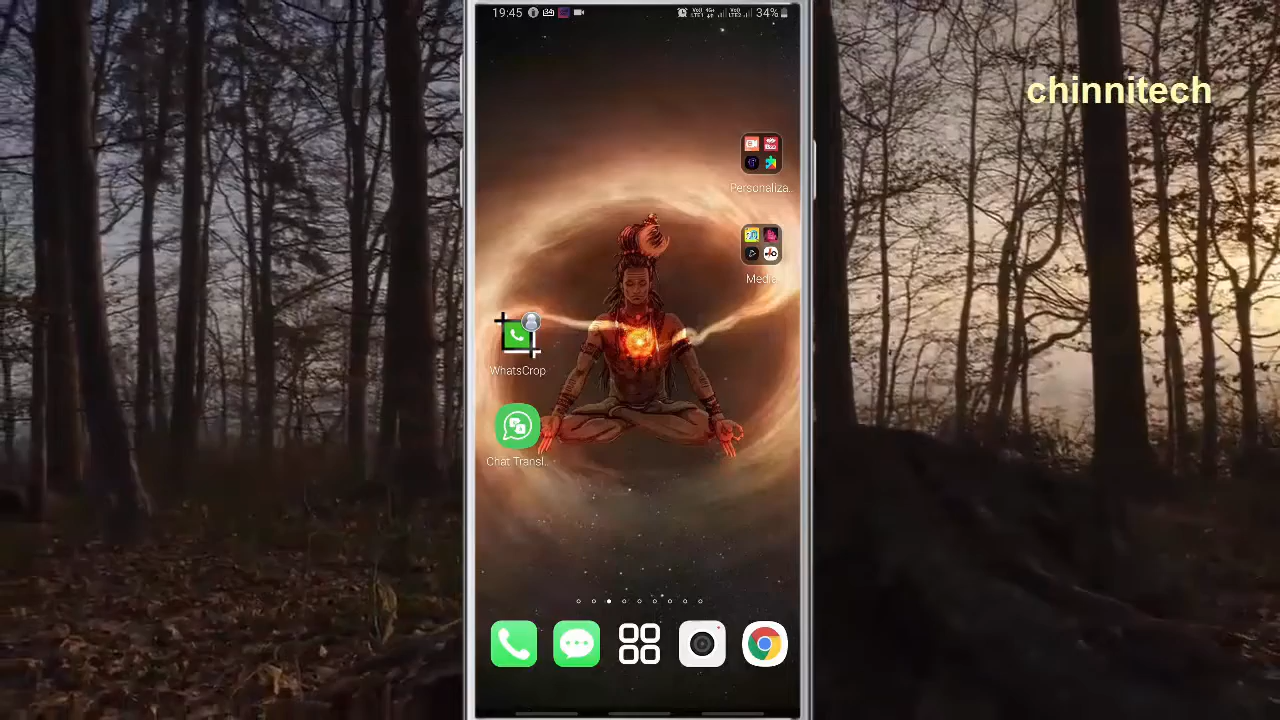 19:45
34%
chinnitech
Personaliza..
Media
WhatsCrop
Chat Transl..